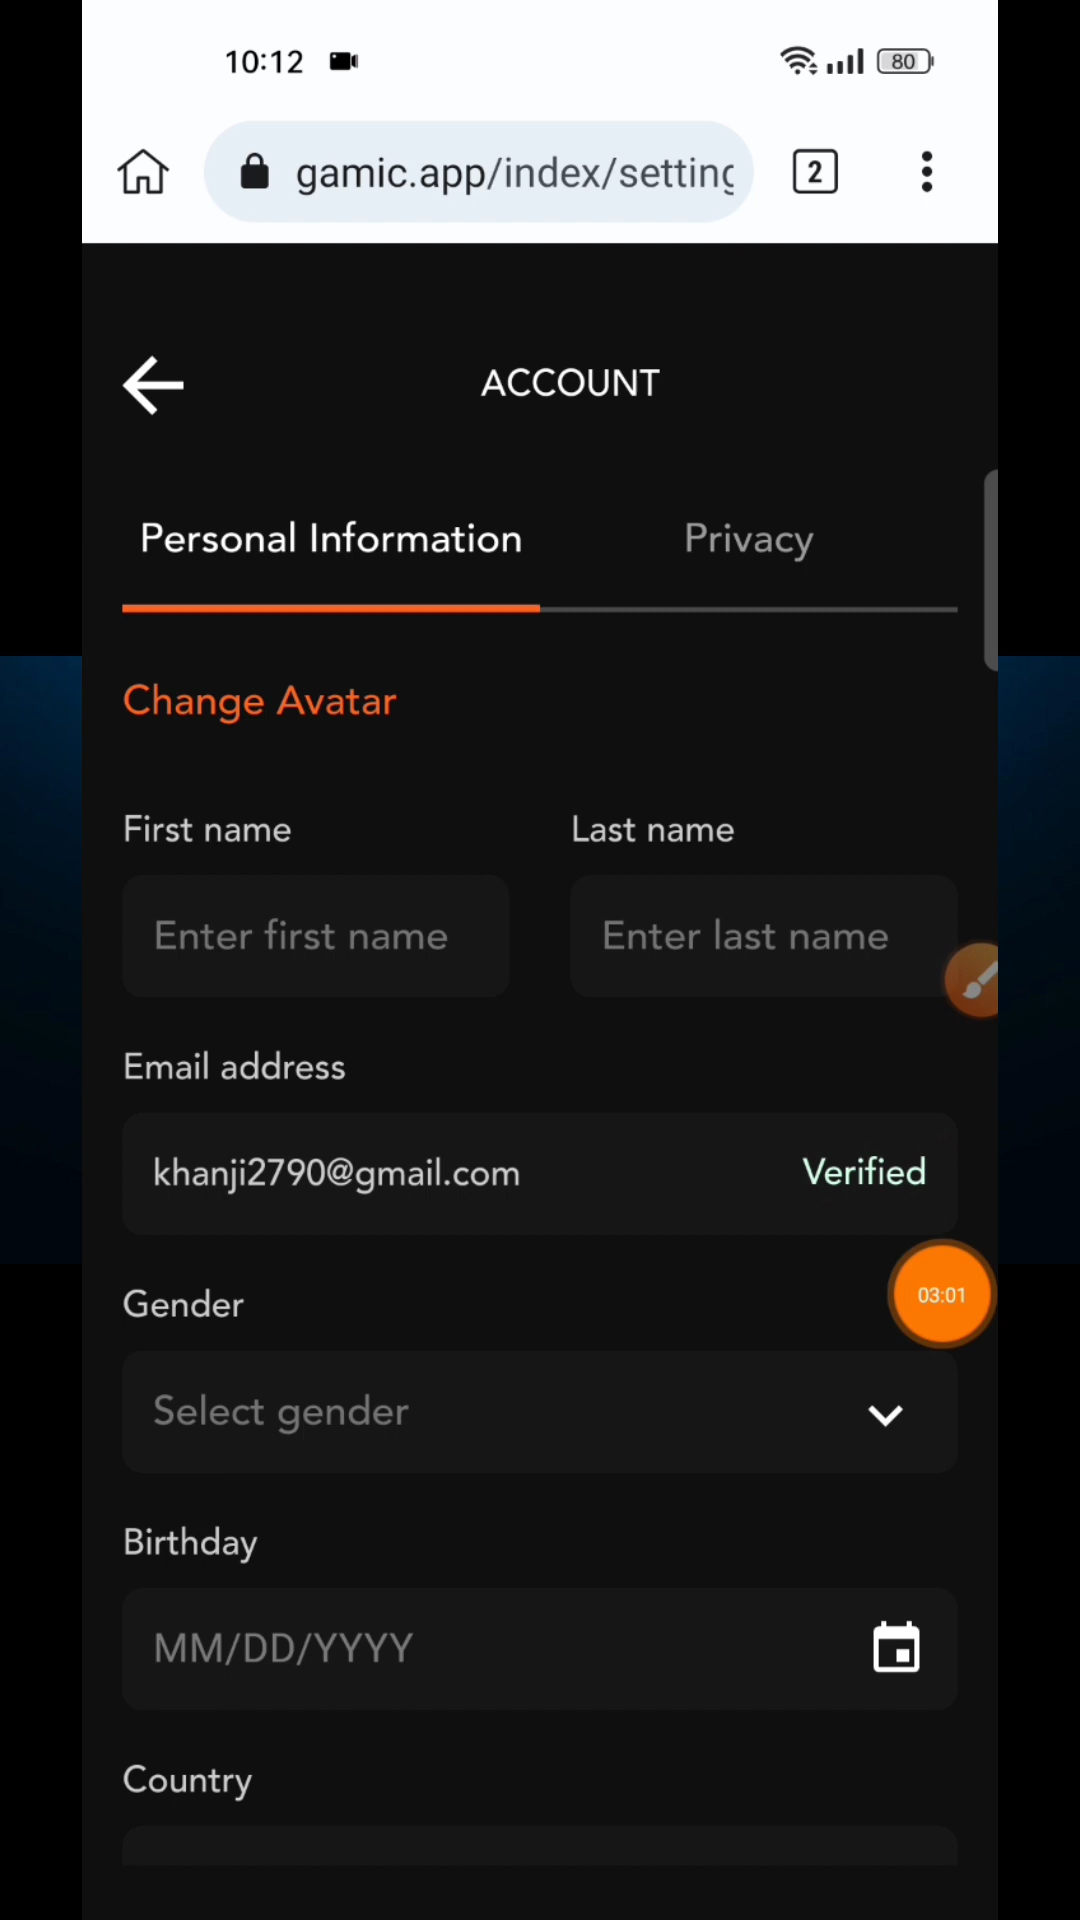 10:12
80
gamic.app/index/setting
2
ACCOUNT
Personal Information
Privacy
Change Avatar
First name
Last name
Enter first name
Enter last name
Email address
khanji2790@gmail.com
Verified
03:01
Gender
Select gender
Birthday
MM/DD/YYYY
Country